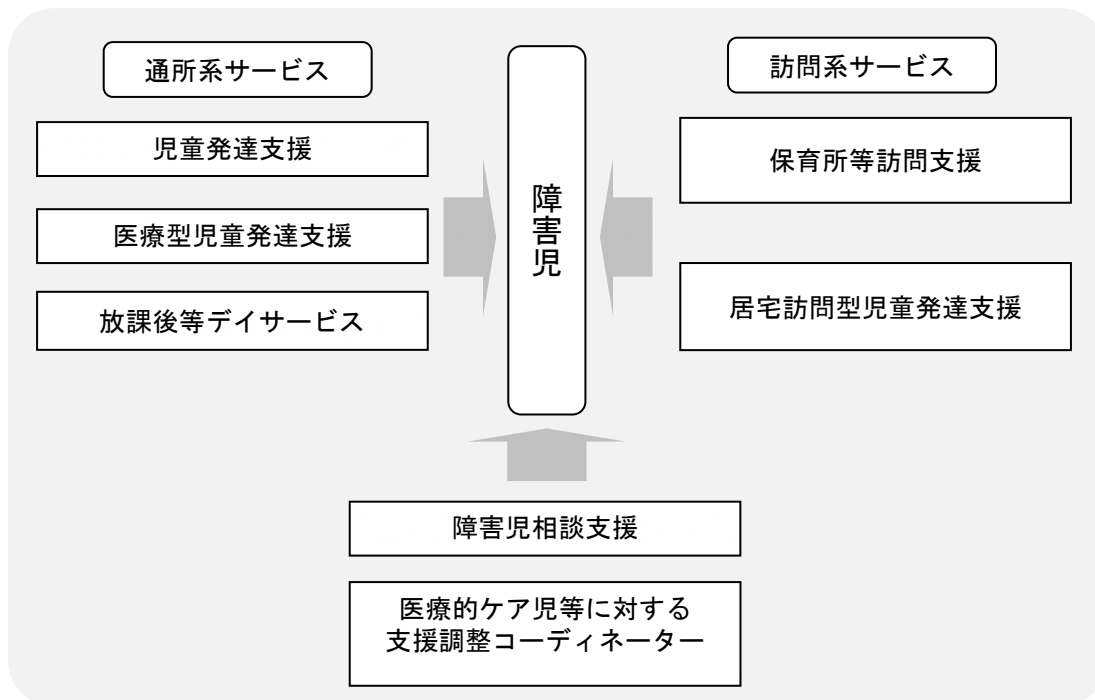 通所系サービス
児童発達支援
医療型児童発達支援
放課後等デイサービス
障害児
訪問系サービス
保育所等訪問支援
居宅訪問型児童発達支援
障害児相談支援
医療的ケア児等に対する
支援調整コーディネーター